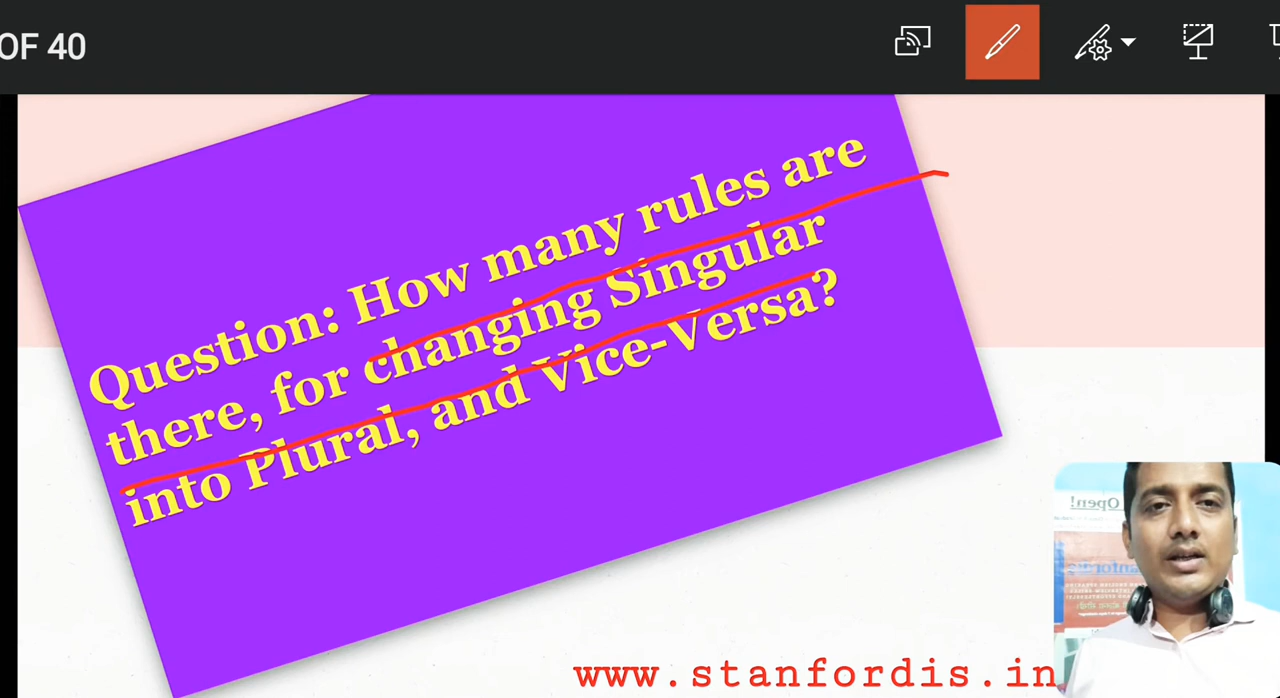 OF 40
Question: How many rules are
there, for changing Singular
into Plural, and Vice-Versa?
Open!
www.stanfordis.in